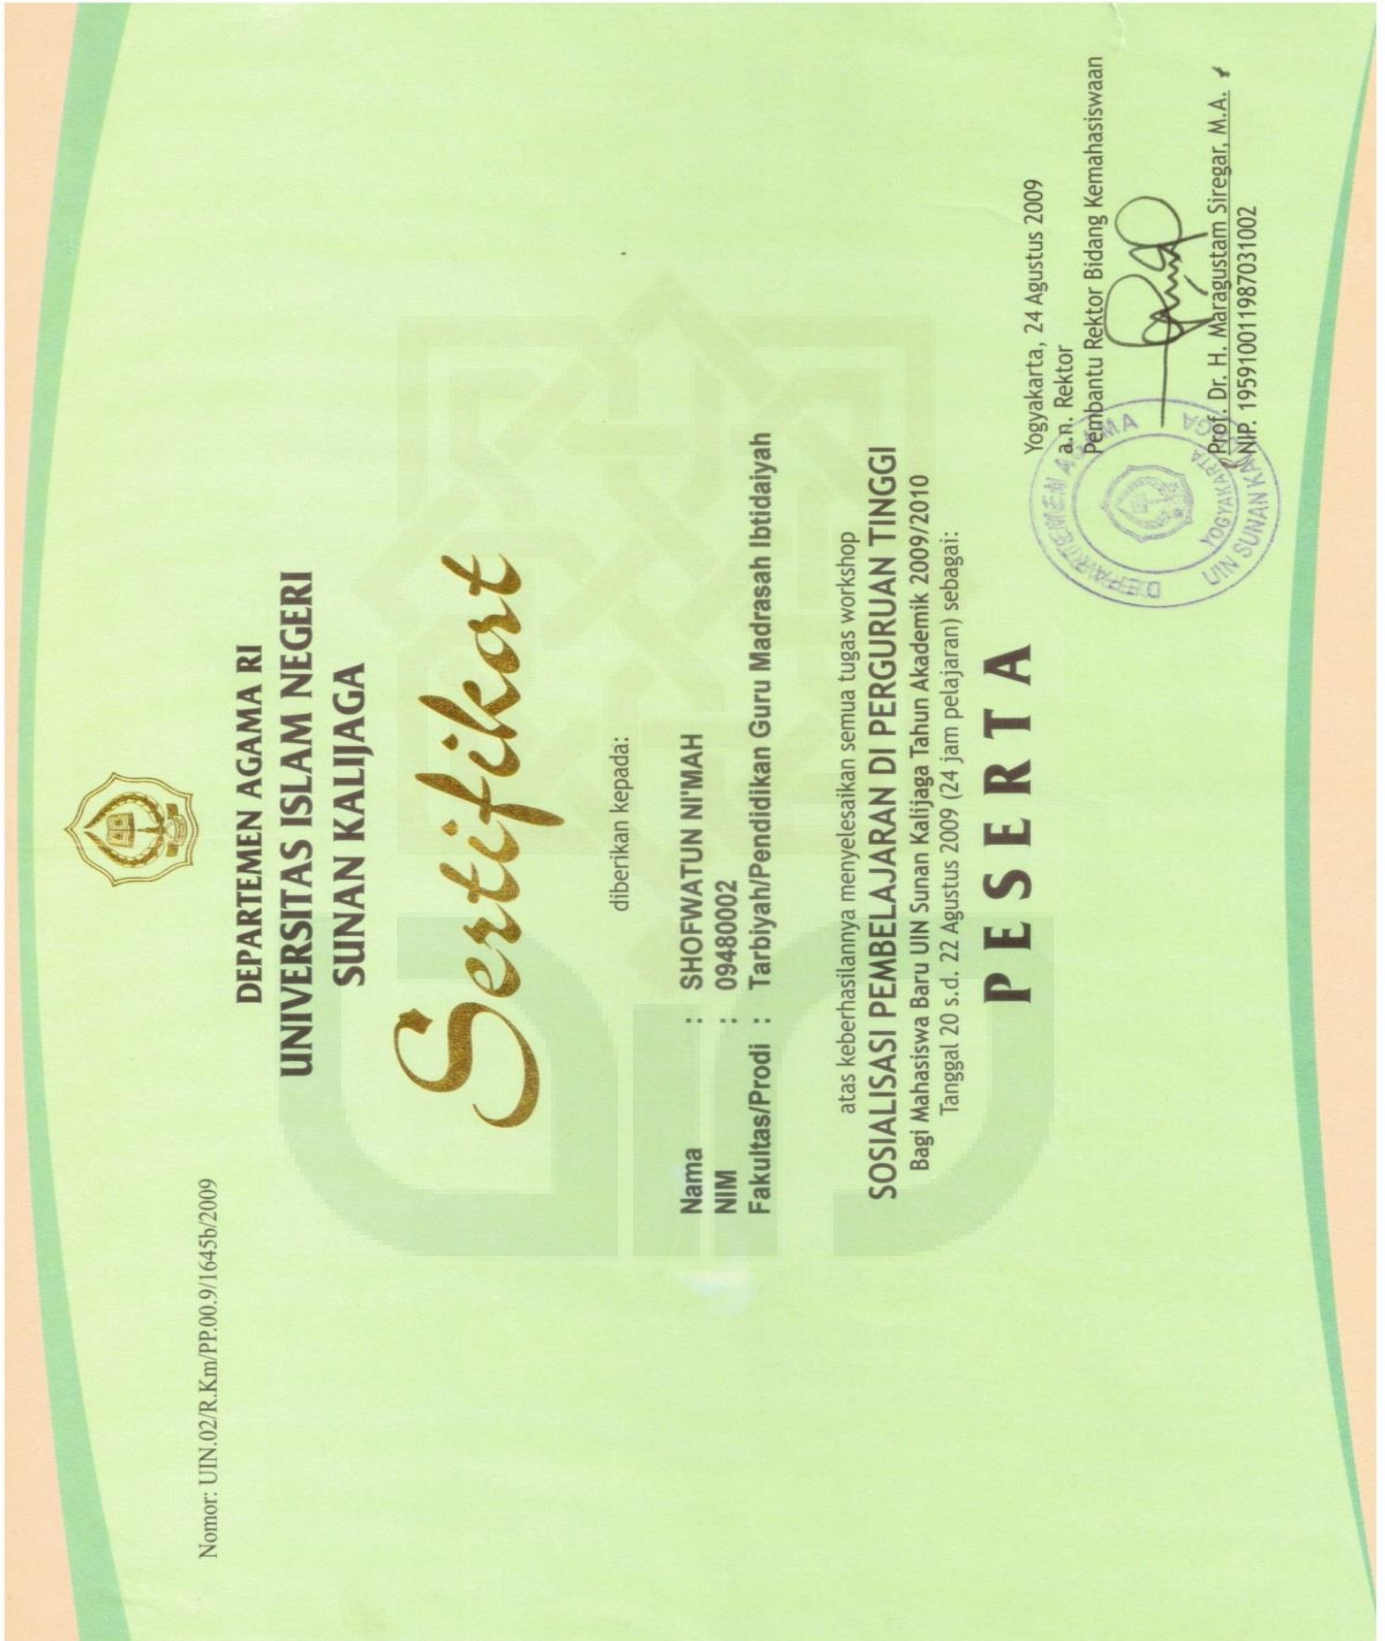 Nomor: UIN.02/R.Km/PP.00.9/1645b/2009
DEPARTEMEN AGAMA RI
UNIVERSITAS ISLAM NEGERI
SUNAN KALIJAGA
Sertifikat
diberikan kepada:
Nama : SHOFWATUN NI'MAH
NIM : 09480002
Fakultas/Prodi : Tarbiyah/Pendidikan Guru Madrasah Ibtidaiyah
atas keberhasilannya menyelesaikan semua tugas workshop
SOSIALISASI PEMBELAJARAN DI PERGURUAN TINGGI
Bagi Mahasiswa Baru UIN Sunan Kalijaga Tahun Akademik 2009/2010
Tanggal 20 s.d. 22 Agustus 2009 (24 jam pelajaran) sebagai:
PESERTA
Yogyakarta, 24 Agustus 2009
a.n. Rektor
Pembantu Rektor Bidang Kemahasiswaan
Prof. Dr. H. Maragustam Siregar, M.A.
NIP. 195910011987031002
DEPARTEMEN AGAMA
UIN SUNAN KALIJAGA
YOGYAKARTA